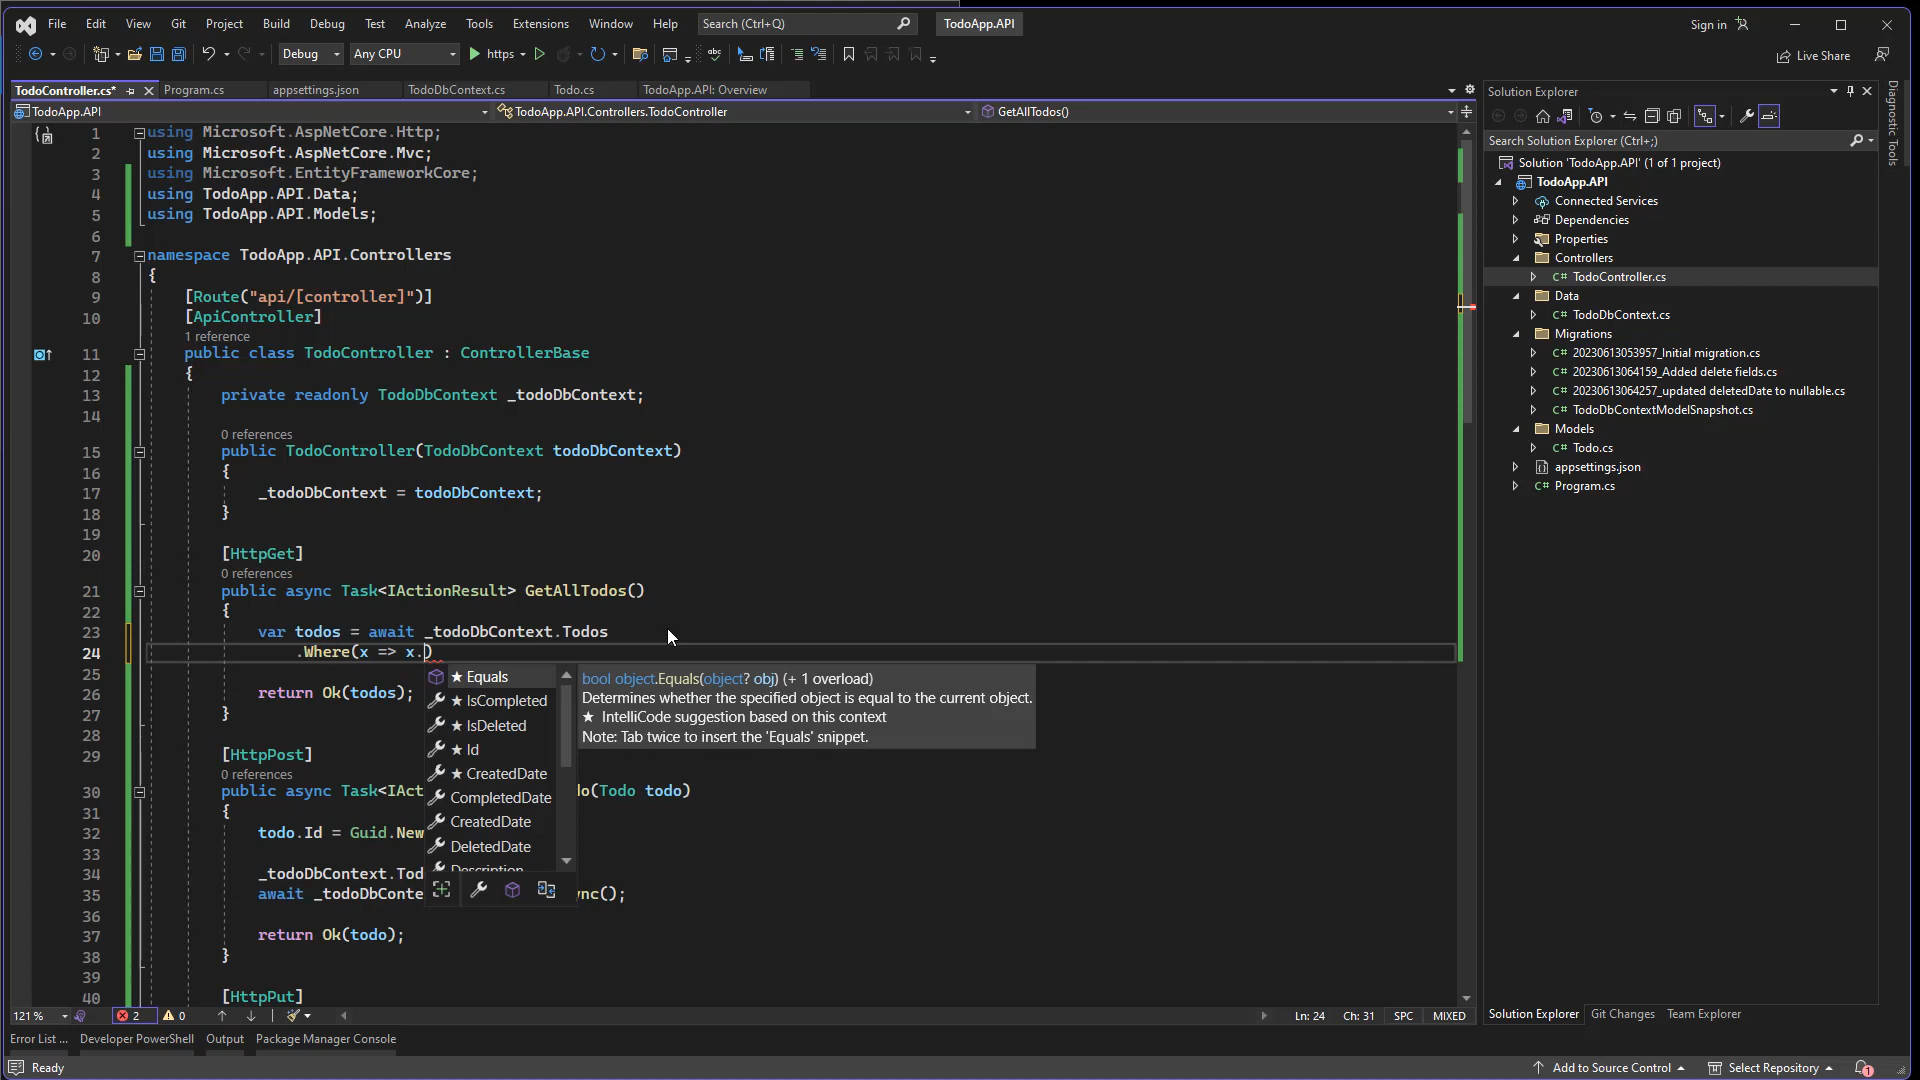 File Edit View Git Project Build Debug Test Analyze Tools Extensions Window Help Search (Ctrl+Q) TodoApp.API Sign in
Debug Any CPU https Live Share
TodoController.cs* Program.cs appsettings.json TodoDbContext.cs Todo.cs TodoApp.API: Overview
TodoApp.API TodoApp.API.Controllers.TodoController GetAllTodos()
1 using Microsoft.AspNetCore.Http;
2 using Microsoft.AspNetCore.Mvc;
3 using Microsoft.EntityFrameworkCore;
4 using TodoApp.API.Data;
5 using TodoApp.API.Models;
6
7 namespace TodoApp.API.Controllers
8 {
9 [Route("api/[controller]")]
10 [ApiController]
1 reference
11 public class TodoController : ControllerBase
12 {
13 private readonly TodoDbContext _todoDbContext;
14
0 references
15 public TodoController(TodoDbContext todoDbContext)
16 {
17 _todoDbContext = todoDbContext;
18 }
19
20 [HttpGet]
0 references
21 public async Task<IActionResult> GetAllTodos()
22 {
23 var todos = await _todoDbContext.Todos
24 .Where(x => x.)
25
26 return Ok(todos);
27 }
28
29 [HttpPost]
0 references
30 public async Task<IAct do(Todo todo)
31 {
32 todo.Id = Guid.New
33
34 _todoDbContext.Tod
35 await _todoDbConte nc();
36
37 return Ok(todo);
38 }
39
40 [HttpPut]
★ Equals
★ IsCompleted
★ IsDeleted
★ Id
★ CreatedDate
CompletedDate
CreatedDate
DeletedDate
Description
bool object.Equals(object? obj) (+ 1 overload)
Determines whether the specified object is equal to the current object.
★ IntelliCode suggestion based on this context
Note: Tab twice to insert the 'Equals' snippet.
121 % 2 0 Ln: 24 Ch: 31 SPC MIXED
Error List ... Developer PowerShell Output Package Manager Console
Ready Add to Source Control Select Repository 1
Solution Explorer
Search Solution Explorer (Ctrl+;)
Solution 'TodoApp.API' (1 of 1 project)
TodoApp.API
Connected Services
Dependencies
Properties
Controllers
C# TodoController.cs
Data
C# TodoDbContext.cs
Migrations
C# 20230613053957_Initial migration.cs
C# 20230613064159_Added delete fields.cs
C# 20230613064257_updated deletedDate to nullable.cs
C# TodoDbContextModelSnapshot.cs
Models
C# Todo.cs
appsettings.json
C# Program.cs
Solution Explorer Git Changes Team Explorer
Diagnostic Tools